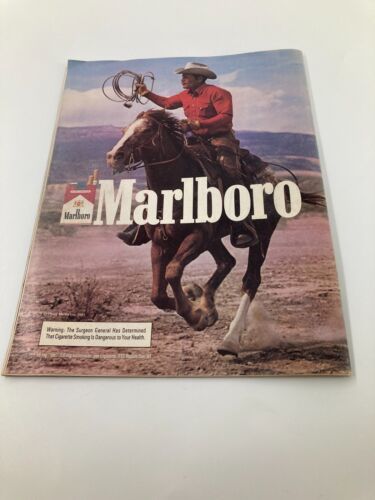 Marlboro
Marlboro
Warning: The Surgeon General Has Determined
That Cigarette Smoking Is Dangerous to Your Health.